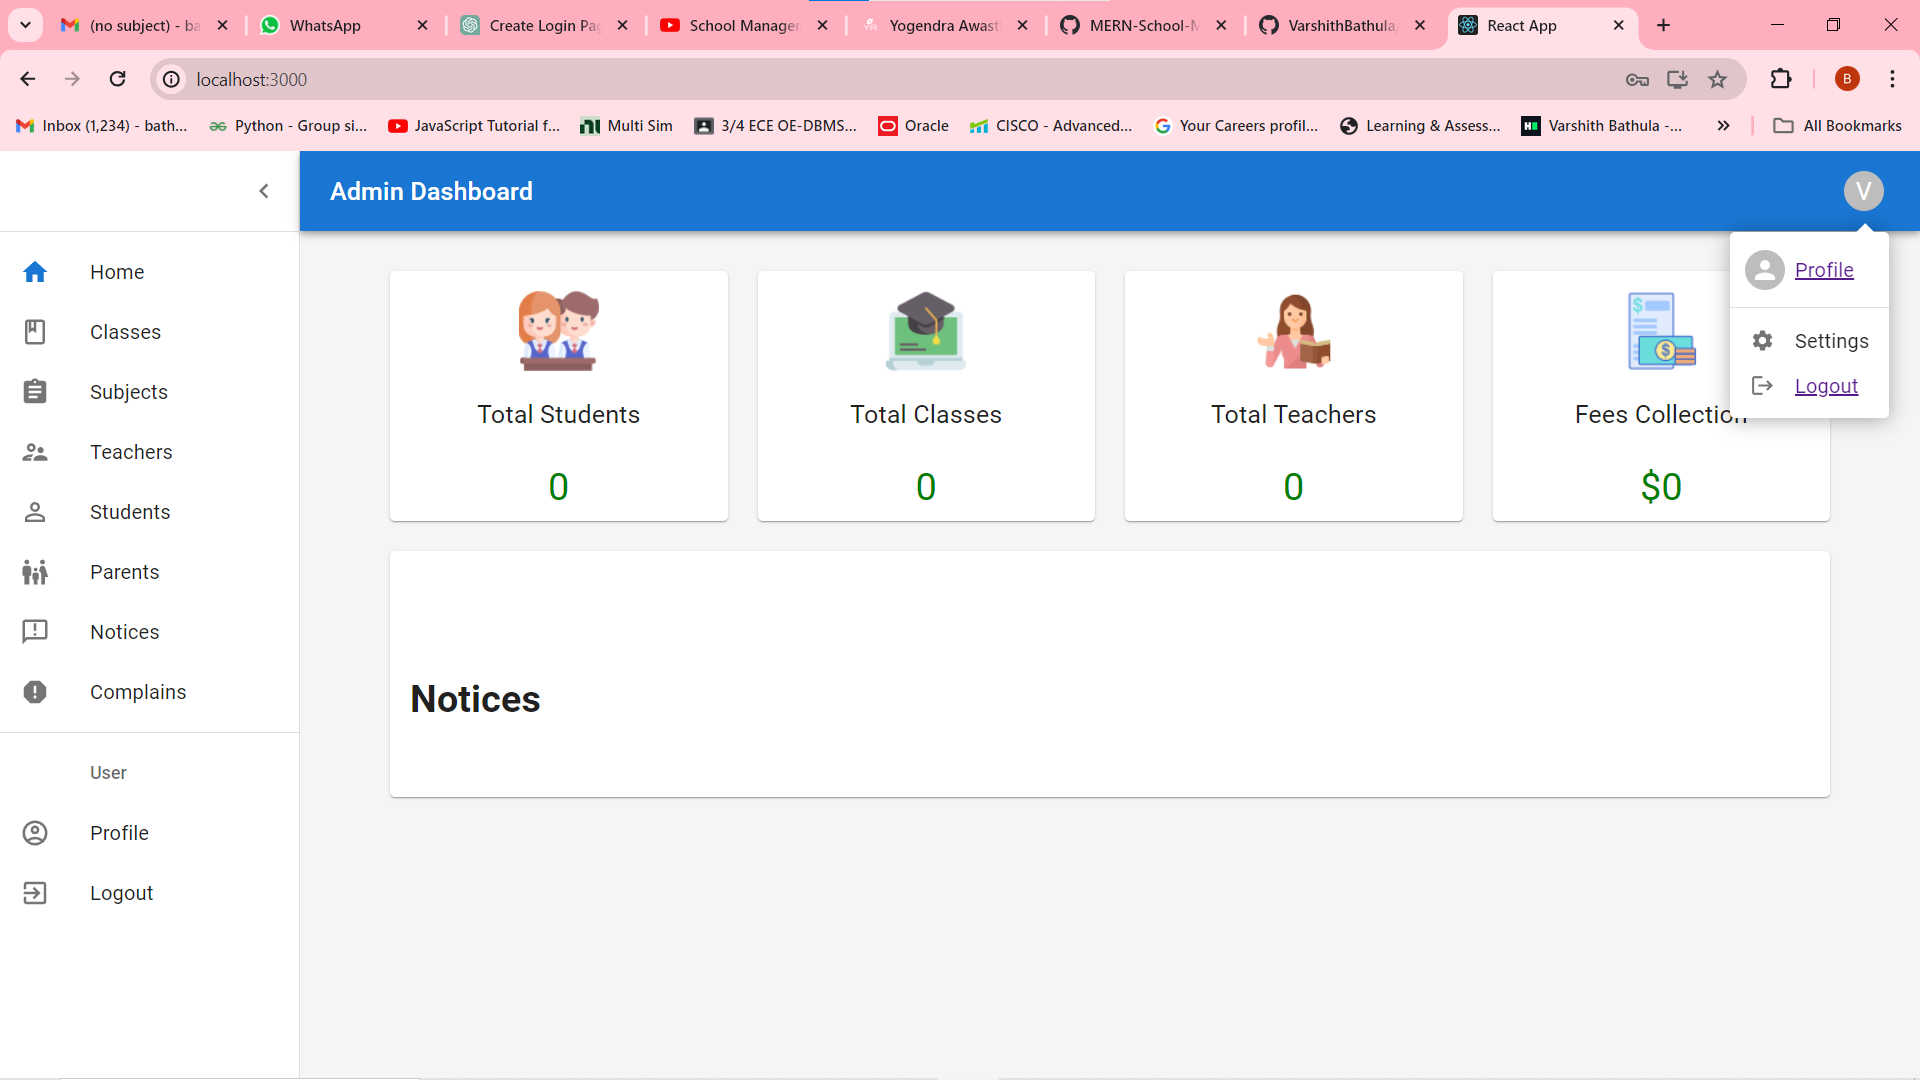 (no subject) - ba
WhatsApp
Create Login Pag
School Manage
Yogendra Awast
MERN-School-M
VarshithBathula/
React App
localhost:3000
B
Inbox (1,234) - bath...
Python - Group si...
JavaScript Tutorial f...
Multi Sim
3/4 ECE OE-DBMS...
Oracle
CISCO - Advanced...
Your Careers profil...
Learning & Assess...
Varshith Bathula -...
All Bookmarks
Admin Dashboard
V
Home
Classes
Subjects
Teachers
Students
Parents
Notices
Complains
User
Profile
Logout
Profile
Settings
Logout
Total Students
0
Total Classes
0
Total Teachers
0
Fees Collection
$0
Notices